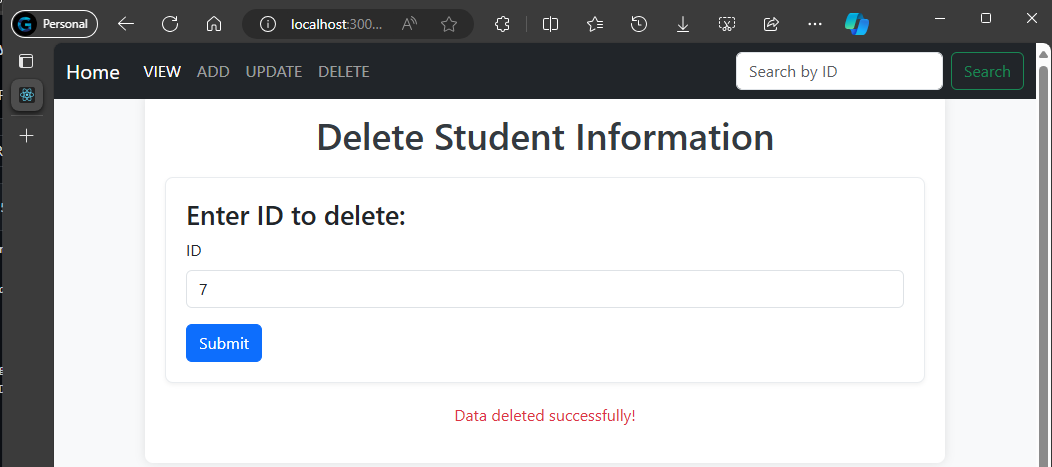 Personal
localhost:300...
Home VIEW ADD UPDATE DELETE Search by ID Search
Delete Student Information
Enter ID to delete:
ID
7
Submit
Data deleted successfully!